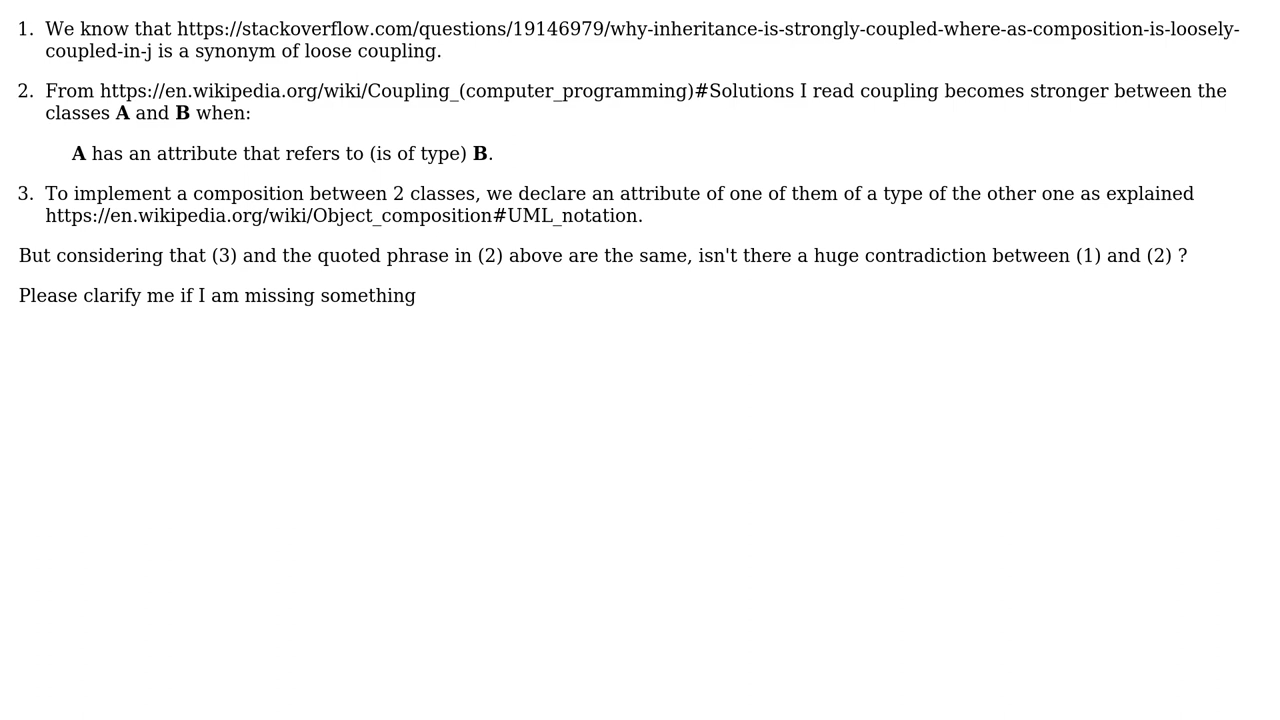 1. We know that https://stackoverflow.com/questions/19146979/why-inheritance-is-strongly-coupled-where-as-composition-is-loosely-
coupled-in-j is a synonym of loose coupling.
2. From https://en.wikipedia.org/wiki/Coupling_(computer_programming)#Solutions I read coupling becomes stronger between the
classes A and B when:
A has an attribute that refers to (is of type) B.
3. To implement a composition between 2 classes, we declare an attribute of one of them of a type of the other one as explained
https://en.wikipedia.org/wiki/Object_composition#UML_notation.
But considering that (3) and the quoted phrase in (2) above are the same, isn't there a huge contradiction between (1) and (2) ?
Please clarify me if I am missing something